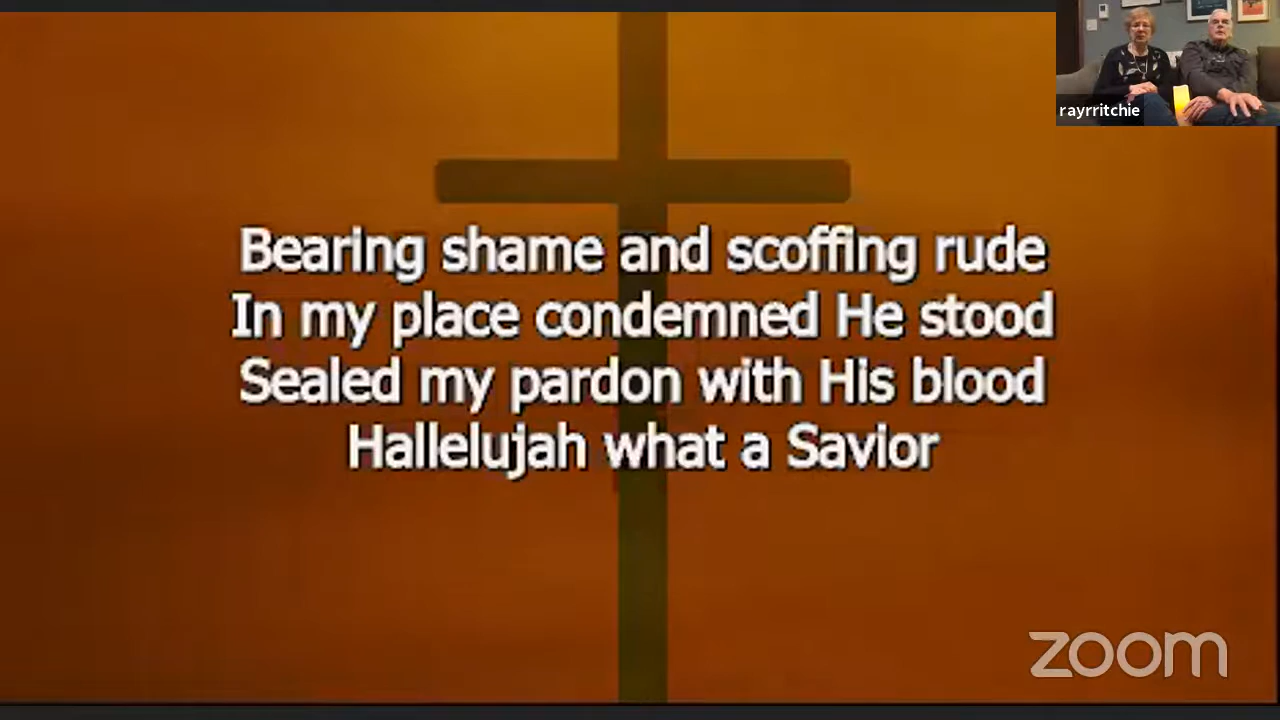 rayrritchie
Bearing shame and scoffing rude
In my place condemned He stood
Sealed my pardon with His blood
Hallelujah what a Savior
zoom